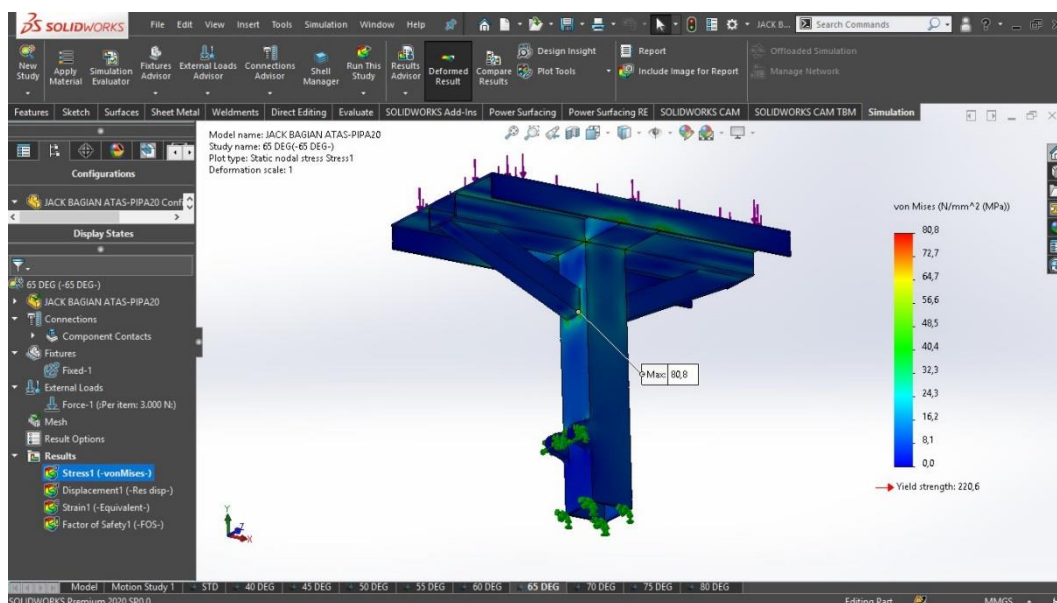 SOLIDWORKS File Edit View Insert Tools Simulation Window Help JACK B... Search Commands
New Study
Apply Material
Simulation Evaluator
Fixtures Advisor
External Loads Advisor
Connections Advisor
Shell Manager
Run This Study
Results Advisor
Deformed Result
Compare Results
Design Insight
Plot Tools
Report
Include Image for Report
Offloaded Simulation
Manage Network
Features Sketch Surfaces Sheet Metal Weldments Direct Editing Evaluate SOLIDWORKS Add-Ins Power Surfacing Power Surfacing RE SOLIDWORKS CAM SOLIDWORKS CAM TBM Simulation
Configurations
JACK BAGIAN ATAS-PIPA20 Confi
Display States
65 DEG (-65 DEG-)
JACK BAGIAN ATAS-PIPA20
Connections
Component Contacts
Fixtures
Fixed-1
External Loads
Force-1 (:Per item: 3.000 N:)
Mesh
Result Options
Results
Stress1 (-vonMises-)
Displacement1 (-Res disp-)
Strain1 (-Equivalent-)
Factor of Safety1 (-FOS-)
Model name: JACK BAGIAN ATAS-PIPA20
Study name: 65 DEG(-65 DEG-)
Plot type: Static nodal stress Stress1
Deformation scale: 1
Max: 80,8
von Mises (N/mm^2 (MPa))
80,8
72,7
64,7
56,6
48,5
40,4
32,3
24,3
16,2
8,1
0,0
Yield strength: 220,6
Y
Z
X
Model Motion Study 1 STD 40 DEG 45 DEG 50 DEG 55 DEG 60 DEG 65 DEG 70 DEG 75 DEG 80 DEG
SOLIDWORKS Premium 2020 SP0.0 Editing Part MMGS